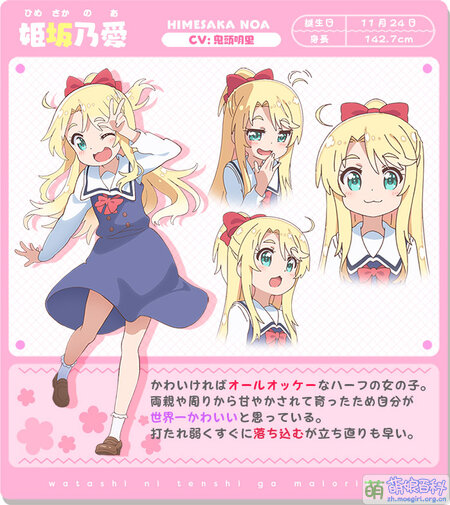 ひめ さか の あ
姫坂乃愛
HIMESAKA NOA
CV:鬼頭明里
誕生日 11月24日
身長 142.7cm
かわいければオールオッケーなハーフの女の子。
両親や周りから甘やかされて育ったため自分が
世界一かわいいと思っている。
打たれ弱くすぐに落ち込むが立ち直りも早い。
watashi ni tenshi ga maiori
萌 萌娘百科
zh.moegirl.org.cn